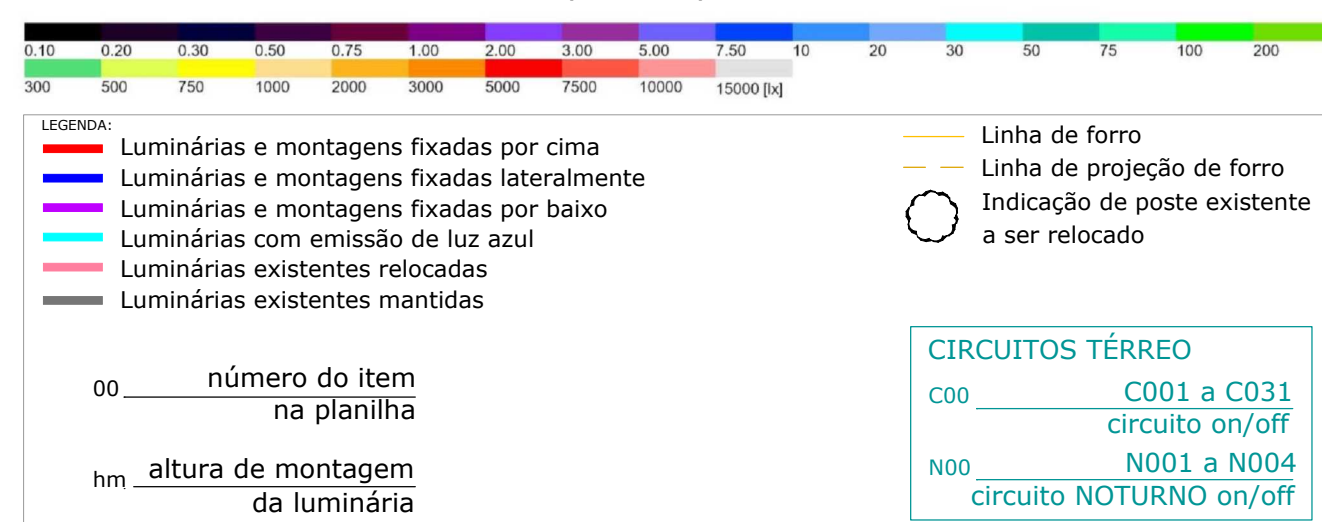 0.10 0.20 0.30 0.50 0.75 1.00 2.00 3.00 5.00 7.50 10 20 30 50 75 100 200
300 500 750 1000 2000 3000 5000 7500 10000 15000 [lx]
LEGENDA:
Luminárias e montagens fixadas por cima
Luminárias e montagens fixadas lateralmente
Luminárias e montagens fixadas por baixo
Luminárias com emissão de luz azul
Luminárias existentes relocadas
Luminárias existentes mantidas
Linha de forro
Linha de projeção de forro
Indicação de poste existente
a ser relocado
00 número do item
na planilha
hm altura de montagem
da luminária
CIRCUITOS TÉRREO
C00 C001 a C031
circuito on/off
N00 N001 a N004
circuito NOTURNO on/off